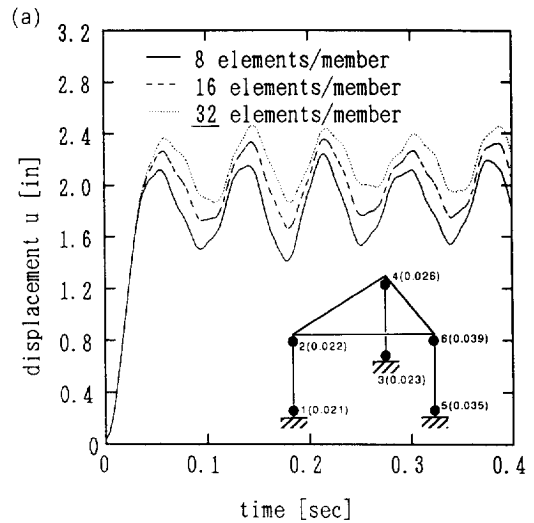 (a)
3.2
2.8
2.4
2.0
1.6
1.2
0.8
0.4
0
displacement u [in]
8 elements/member
16 elements/member
32 elements/member
4(0.026)
2(0.022)
6(0.039)
3(0.023)
1(0.021)
5(0.035)
0 0.1 0.2 0.3 0.4
time [sec]